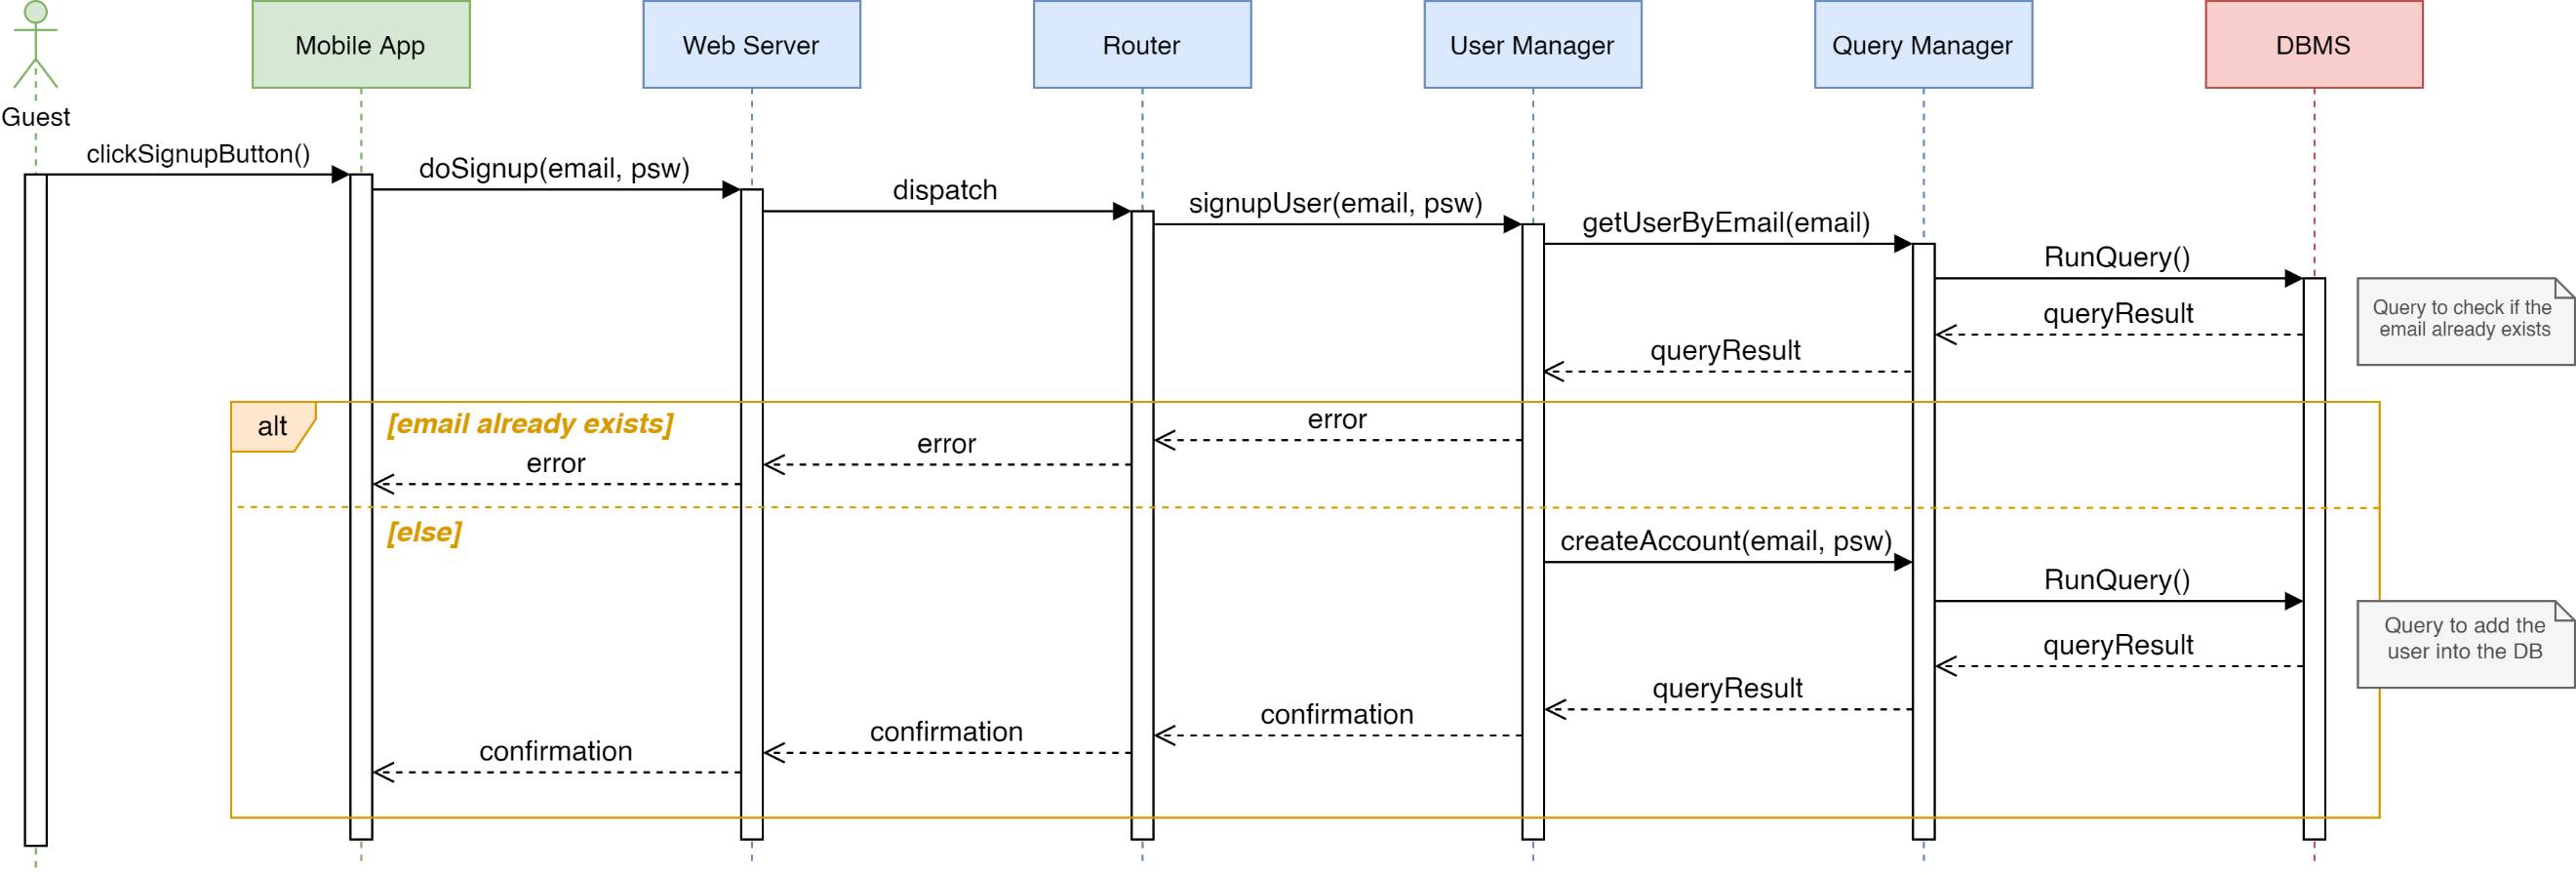 Mobile App
Web Server
Router
User Manager
Query Manager
DBMS
Guest
clickSignupButton()
doSignup(email, psw)
dispatch
signupUser(email, psw)
getUserByEmail(email)
RunQuery()
Query to check if the
email already exists
queryResult
queryResult
alt
[email already exists]
error
error
error
[else]
createAccount(email, psw)
RunQuery()
Query to add the
user into the DB
queryResult
queryResult
confirmation
confirmation
confirmation